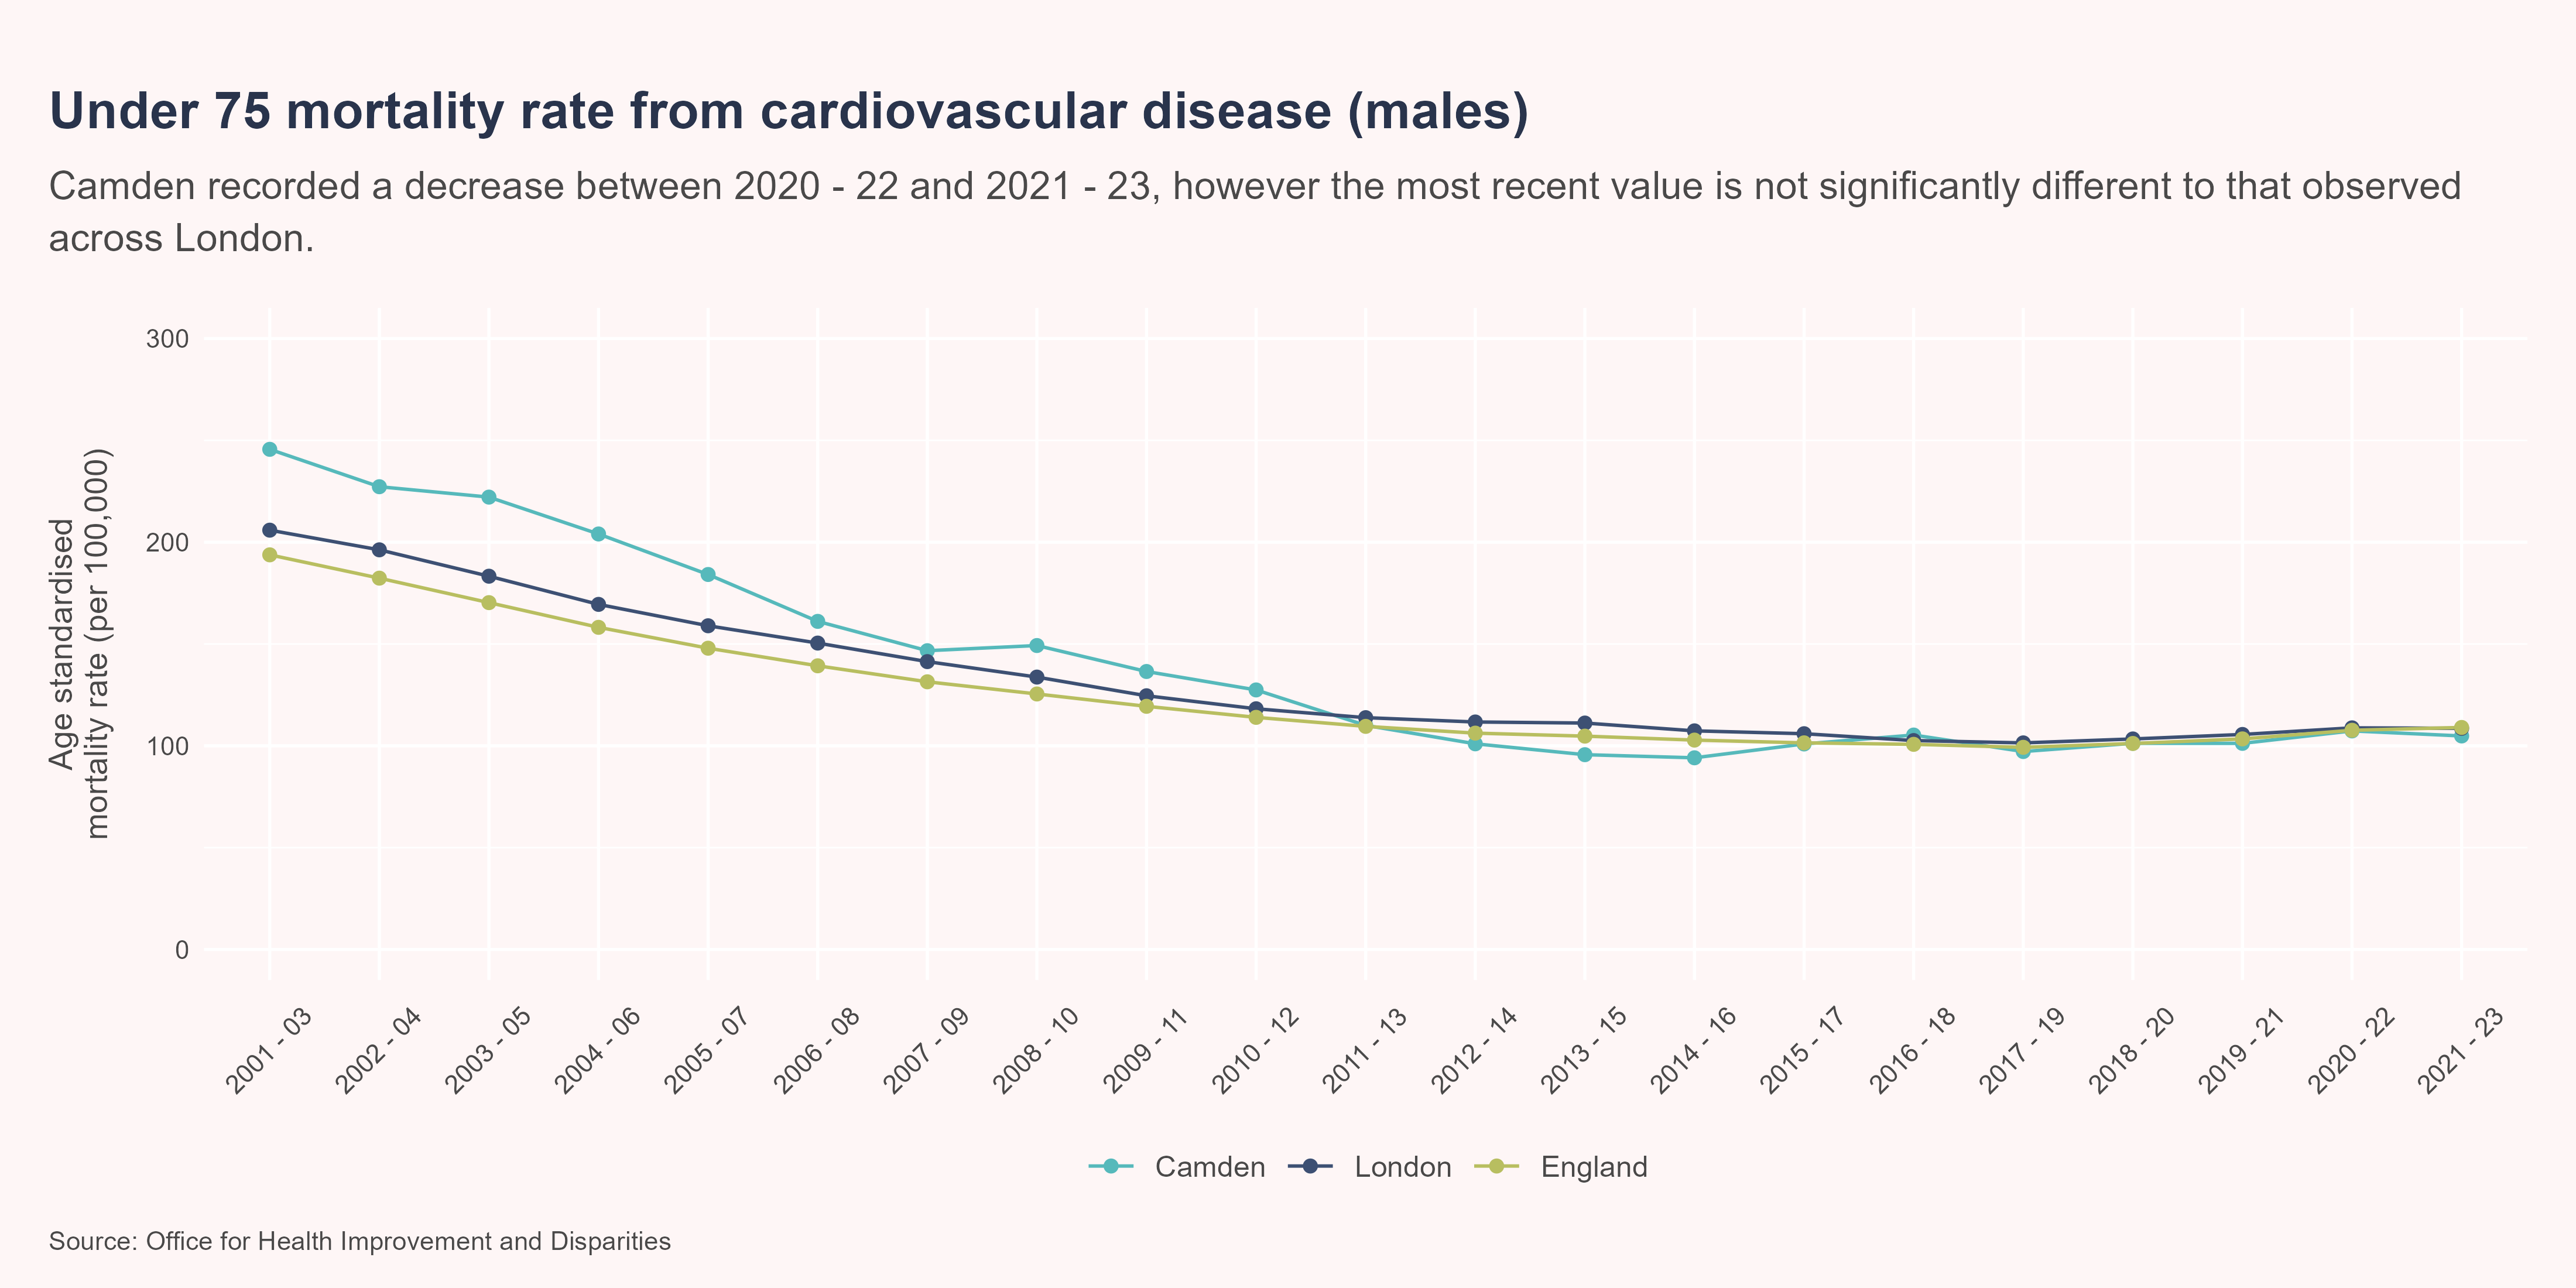 Under 75 mortality rate from cardiovascular disease (males)
Camden recorded a decrease between 2020 - 22 and 2021 - 23, however the most recent value is not significantly different to that observed
across London.
Age standardised
mortality rate (per 100,000)
300
200
100
0
2001 - 03
2002 - 04
2003 - 05
2004 - 06
2005 - 07
2006 - 08
2007 - 09
2008 - 10
2009 - 11
2010 - 12
2011 - 13
2012 - 14
2013 - 15
2014 - 16
2015 - 17
2016 - 18
2017 - 19
2018 - 20
2019 - 21
2020 - 22
2021 - 23
Camden
London
England
Source: Office for Health Improvement and Disparities